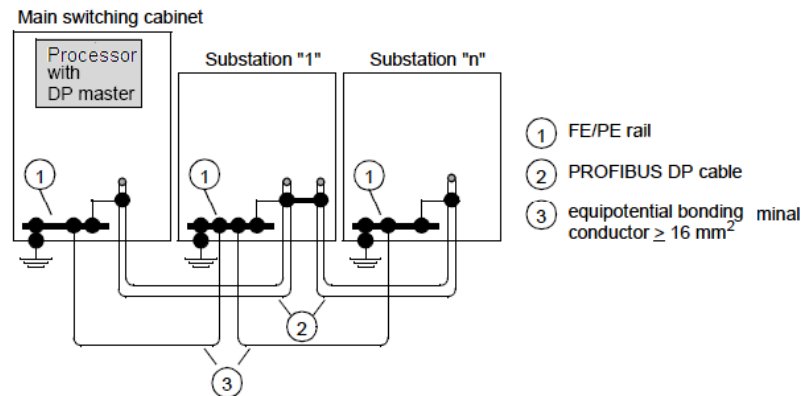 Main switching cabinet
Processor
with
DP master
Substation "1"
Substation "n"
1
1
1
2
3
1 FE/PE rail
2 PROFIBUS DP cable
3 equipotential bonding minal
conductor ≥ 16 mm²